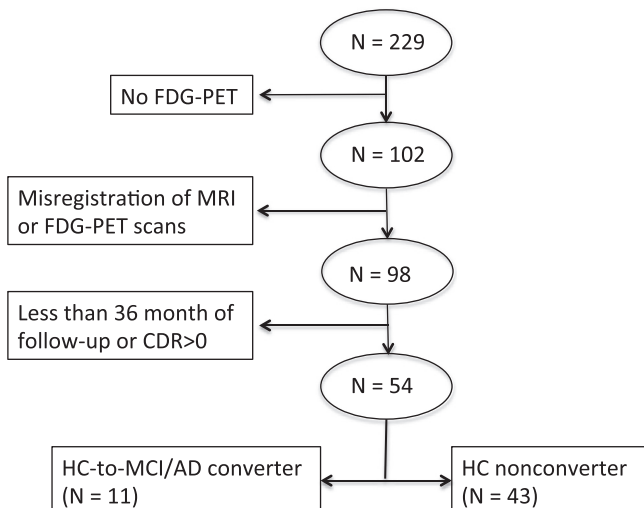 N = 229
No FDG-PET
N = 102
Misregistration of MRI
or FDG-PET scans
N = 98
Less than 36 month of
follow-up or CDR>0
N = 54
HC-to-MCI/AD converter
(N = 11)
HC nonconverter
(N = 43)